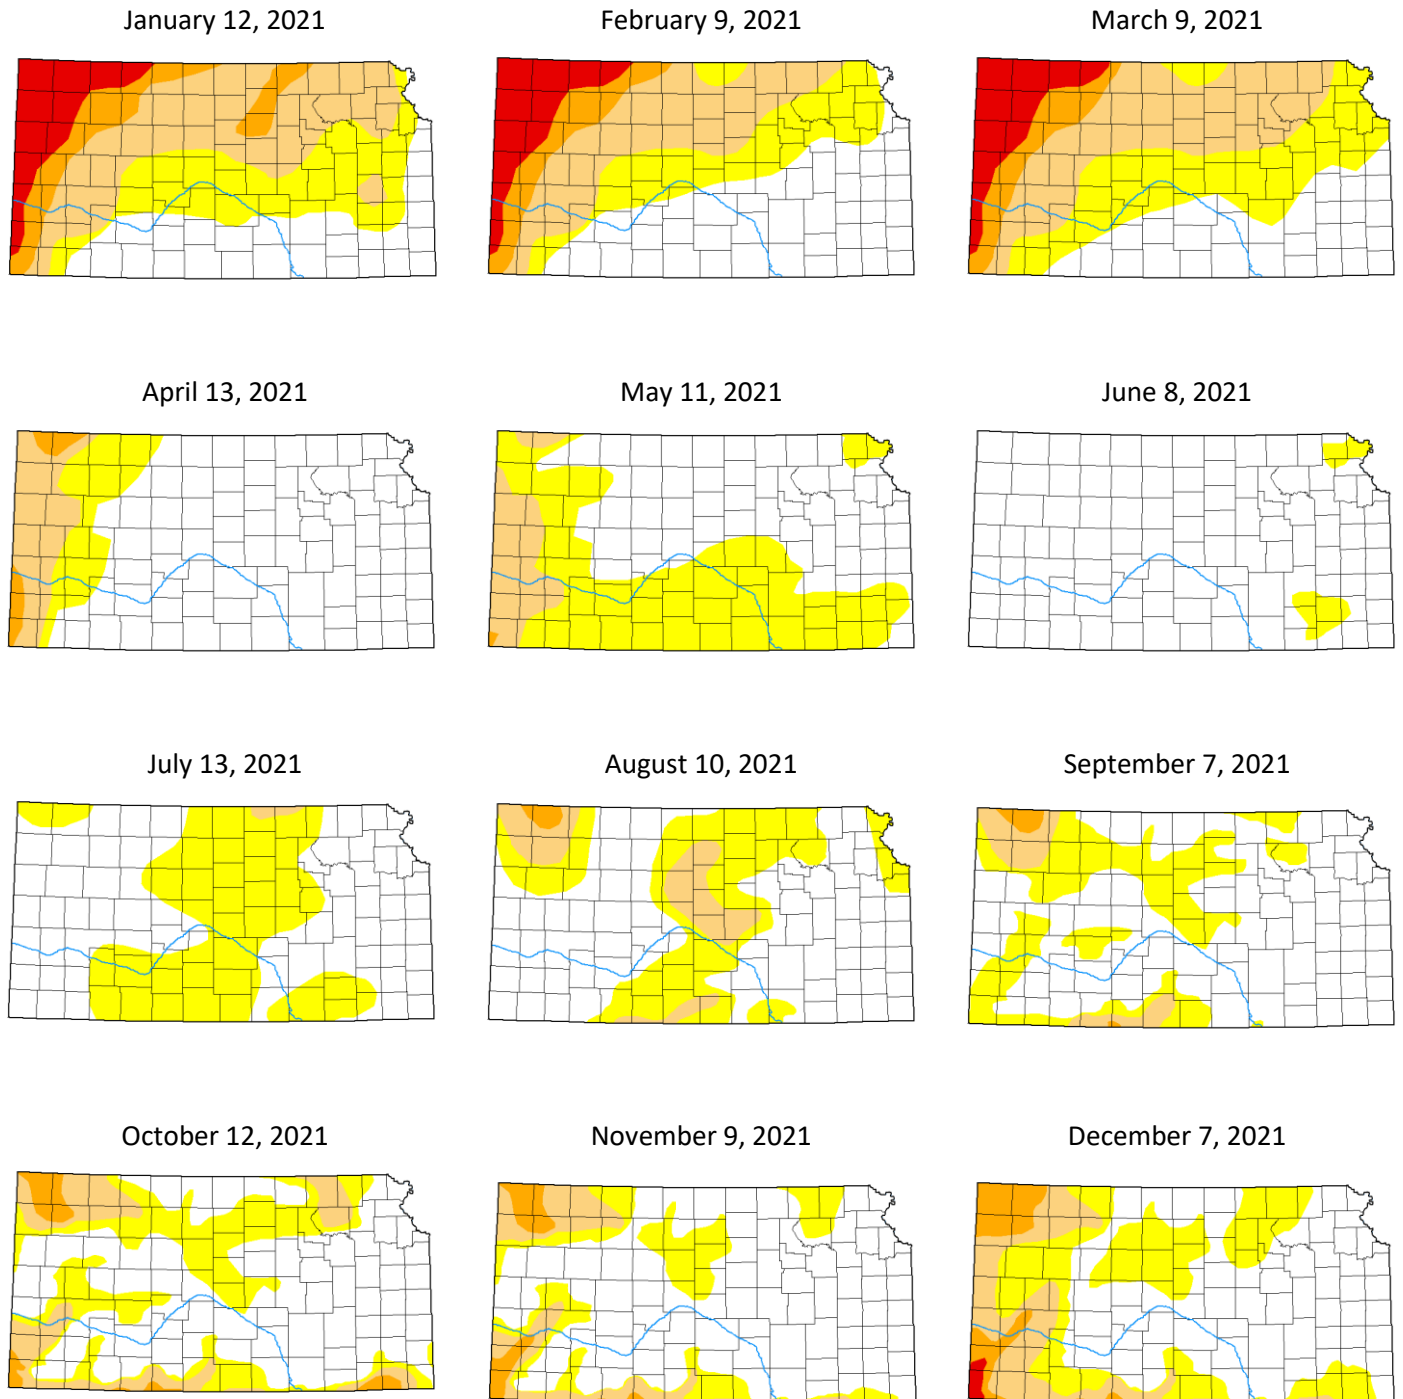 January 12, 2021
February 9, 2021
March 9, 2021
April 13, 2021
May 11, 2021
June 8, 2021
July 13, 2021
August 10, 2021
September 7, 2021
October 12, 2021
November 9, 2021
December 7, 2021